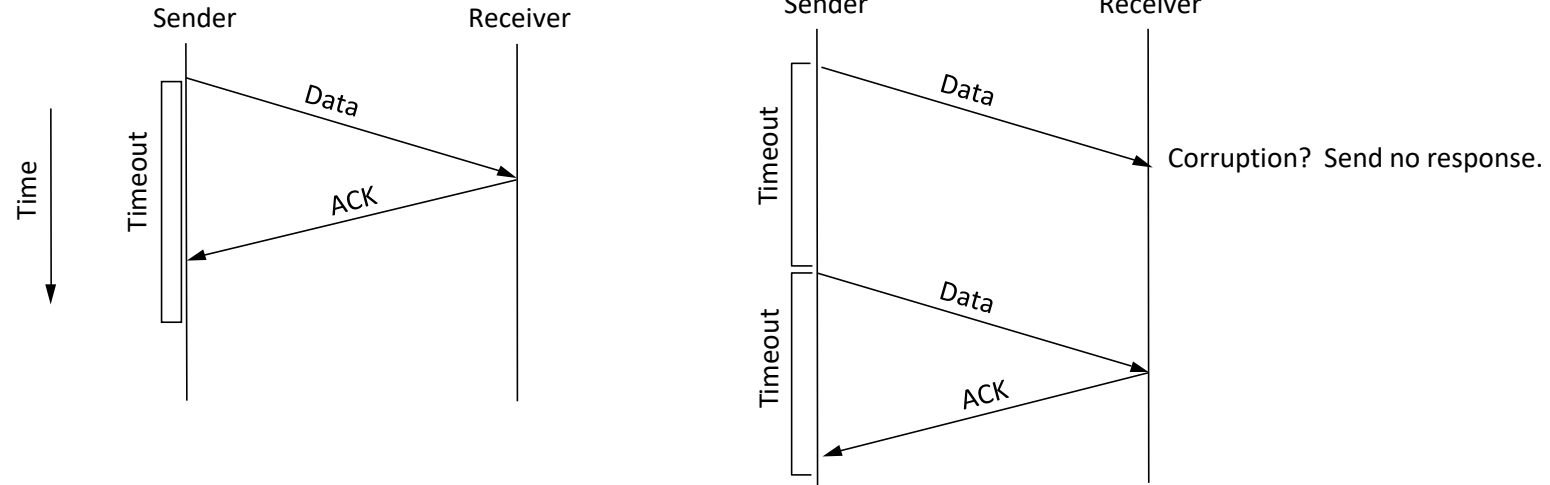 Sender
Receiver
Time
Timeout
Data
ACK
Sender
Receiver
Timeout
Data
Corruption? Send no response.
Timeout
Data
ACK